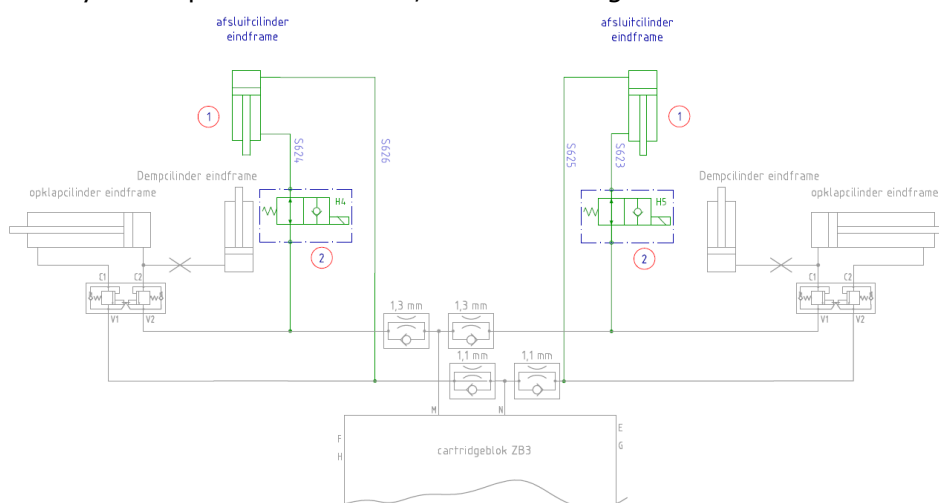 afsluitcilinder
eindframe
afsluitcilinder
eindframe
1
1
S624
S626
S625
S623
Dempcilinder eindframe
opklapcilinder eindframe
Dempcilinder eindframe
opklapcilinder eindframe
H4
H5
2
2
C1
C2
C1
C2
V1
V2
V1
V2
1,3 mm
1,3 mm
1,1 mm
1,1 mm
M
N
F
H
E
G
cartridgeblok ZB3